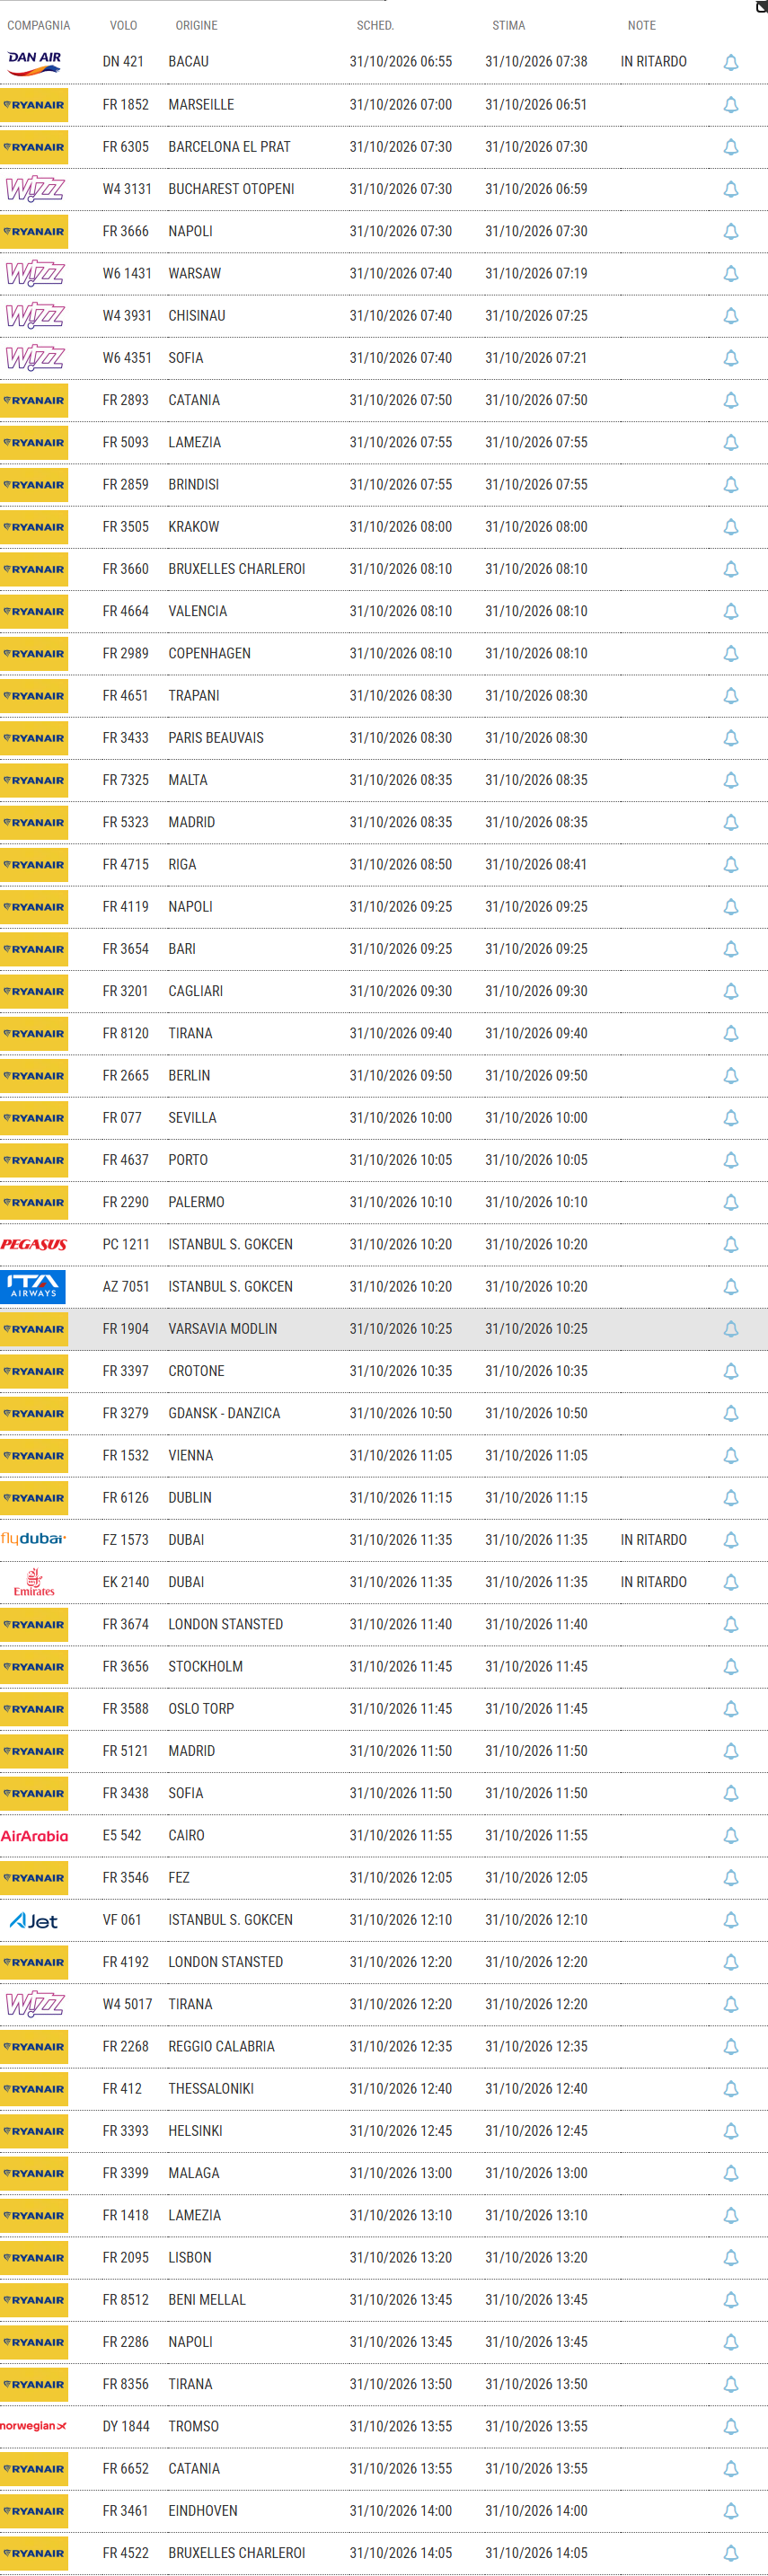 COMPAGNIA VOLO ORIGINE SCHED. STIMA NOTE
DAN AIR DN 421 BACAU 31/10/2026 06:55 31/10/2026 07:38 IN RITARDO
RYANAIR FR 1852 MARSEILLE 31/10/2026 07:00 31/10/2026 06:51
RYANAIR FR 6305 BARCELONA EL PRAT 31/10/2026 07:30 31/10/2026 07:30
WIZZ W4 3131 BUCHAREST OTOPENI 31/10/2026 07:30 31/10/2026 06:59
RYANAIR FR 3666 NAPOLI 31/10/2026 07:30 31/10/2026 07:30
WIZZ W6 1431 WARSAW 31/10/2026 07:40 31/10/2026 07:19
WIZZ W4 3931 CHISINAU 31/10/2026 07:40 31/10/2026 07:25
WIZZ W6 4351 SOFIA 31/10/2026 07:40 31/10/2026 07:21
RYANAIR FR 2893 CATANIA 31/10/2026 07:50 31/10/2026 07:50
RYANAIR FR 5093 LAMEZIA 31/10/2026 07:55 31/10/2026 07:55
RYANAIR FR 2859 BRINDISI 31/10/2026 07:55 31/10/2026 07:55
RYANAIR FR 3505 KRAKOW 31/10/2026 08:00 31/10/2026 08:00
RYANAIR FR 3660 BRUXELLES CHARLEROI 31/10/2026 08:10 31/10/2026 08:10
RYANAIR FR 4664 VALENCIA 31/10/2026 08:10 31/10/2026 08:10
RYANAIR FR 2989 COPENHAGEN 31/10/2026 08:10 31/10/2026 08:10
RYANAIR FR 4651 TRAPANI 31/10/2026 08:30 31/10/2026 08:30
RYANAIR FR 3433 PARIS BEAUVAIS 31/10/2026 08:30 31/10/2026 08:30
RYANAIR FR 7325 MALTA 31/10/2026 08:35 31/10/2026 08:35
RYANAIR FR 5323 MADRID 31/10/2026 08:35 31/10/2026 08:35
RYANAIR FR 4715 RIGA 31/10/2026 08:50 31/10/2026 08:41
RYANAIR FR 4119 NAPOLI 31/10/2026 09:25 31/10/2026 09:25
RYANAIR FR 3654 BARI 31/10/2026 09:25 31/10/2026 09:25
RYANAIR FR 3201 CAGLIARI 31/10/2026 09:30 31/10/2026 09:30
RYANAIR FR 8120 TIRANA 31/10/2026 09:40 31/10/2026 09:40
RYANAIR FR 2665 BERLIN 31/10/2026 09:50 31/10/2026 09:50
RYANAIR FR 077 SEVILLA 31/10/2026 10:00 31/10/2026 10:00
RYANAIR FR 4637 PORTO 31/10/2026 10:05 31/10/2026 10:05
RYANAIR FR 2290 PALERMO 31/10/2026 10:10 31/10/2026 10:10
PEGASUS PC 1211 ISTANBUL S. GOKCEN 31/10/2026 10:20 31/10/2026 10:20
ITA AIRWAYS AZ 7051 ISTANBUL S. GOKCEN 31/10/2026 10:20 31/10/2026 10:20
RYANAIR FR 1904 VARSAVIA MODLIN 31/10/2026 10:25 31/10/2026 10:25
RYANAIR FR 3397 CROTONE 31/10/2026 10:35 31/10/2026 10:35
RYANAIR FR 3279 GDANSK - DANZICA 31/10/2026 10:50 31/10/2026 10:50
RYANAIR FR 1532 VIENNA 31/10/2026 11:05 31/10/2026 11:05
RYANAIR FR 6126 DUBLIN 31/10/2026 11:15 31/10/2026 11:15
flydubai FZ 1573 DUBAI 31/10/2026 11:35 31/10/2026 11:35 IN RITARDO
Emirates EK 2140 DUBAI 31/10/2026 11:35 31/10/2026 11:35 IN RITARDO
RYANAIR FR 3674 LONDON STANSTED 31/10/2026 11:40 31/10/2026 11:40
RYANAIR FR 3656 STOCKHOLM 31/10/2026 11:45 31/10/2026 11:45
RYANAIR FR 3588 OSLO TORP 31/10/2026 11:45 31/10/2026 11:45
RYANAIR FR 5121 MADRID 31/10/2026 11:50 31/10/2026 11:50
RYANAIR FR 3438 SOFIA 31/10/2026 11:50 31/10/2026 11:50
AirArabia E5 542 CAIRO 31/10/2026 11:55 31/10/2026 11:55
RYANAIR FR 3546 FEZ 31/10/2026 12:05 31/10/2026 12:05
AJet VF 061 ISTANBUL S. GOKCEN 31/10/2026 12:10 31/10/2026 12:10
RYANAIR FR 4192 LONDON STANSTED 31/10/2026 12:20 31/10/2026 12:20
WIZZ W4 5017 TIRANA 31/10/2026 12:20 31/10/2026 12:20
RYANAIR FR 2268 REGGIO CALABRIA 31/10/2026 12:35 31/10/2026 12:35
RYANAIR FR 412 THESSALONIKI 31/10/2026 12:40 31/10/2026 12:40
RYANAIR FR 3393 HELSINKI 31/10/2026 12:45 31/10/2026 12:45
RYANAIR FR 3399 MALAGA 31/10/2026 13:00 31/10/2026 13:00
RYANAIR FR 1418 LAMEZIA 31/10/2026 13:10 31/10/2026 13:10
RYANAIR FR 2095 LISBON 31/10/2026 13:20 31/10/2026 13:20
RYANAIR FR 8512 BENI MELLAL 31/10/2026 13:45 31/10/2026 13:45
RYANAIR FR 2286 NAPOLI 31/10/2026 13:45 31/10/2026 13:45
RYANAIR FR 8356 TIRANA 31/10/2026 13:50 31/10/2026 13:50
norwegian DY 1844 TROMSO 31/10/2026 13:55 31/10/2026 13:55
RYANAIR FR 6652 CATANIA 31/10/2026 13:55 31/10/2026 13:55
RYANAIR FR 3461 EINDHOVEN 31/10/2026 14:00 31/10/2026 14:00
RYANAIR FR 4522 BRUXELLES CHARLEROI 31/10/2026 14:05 31/10/2026 14:05